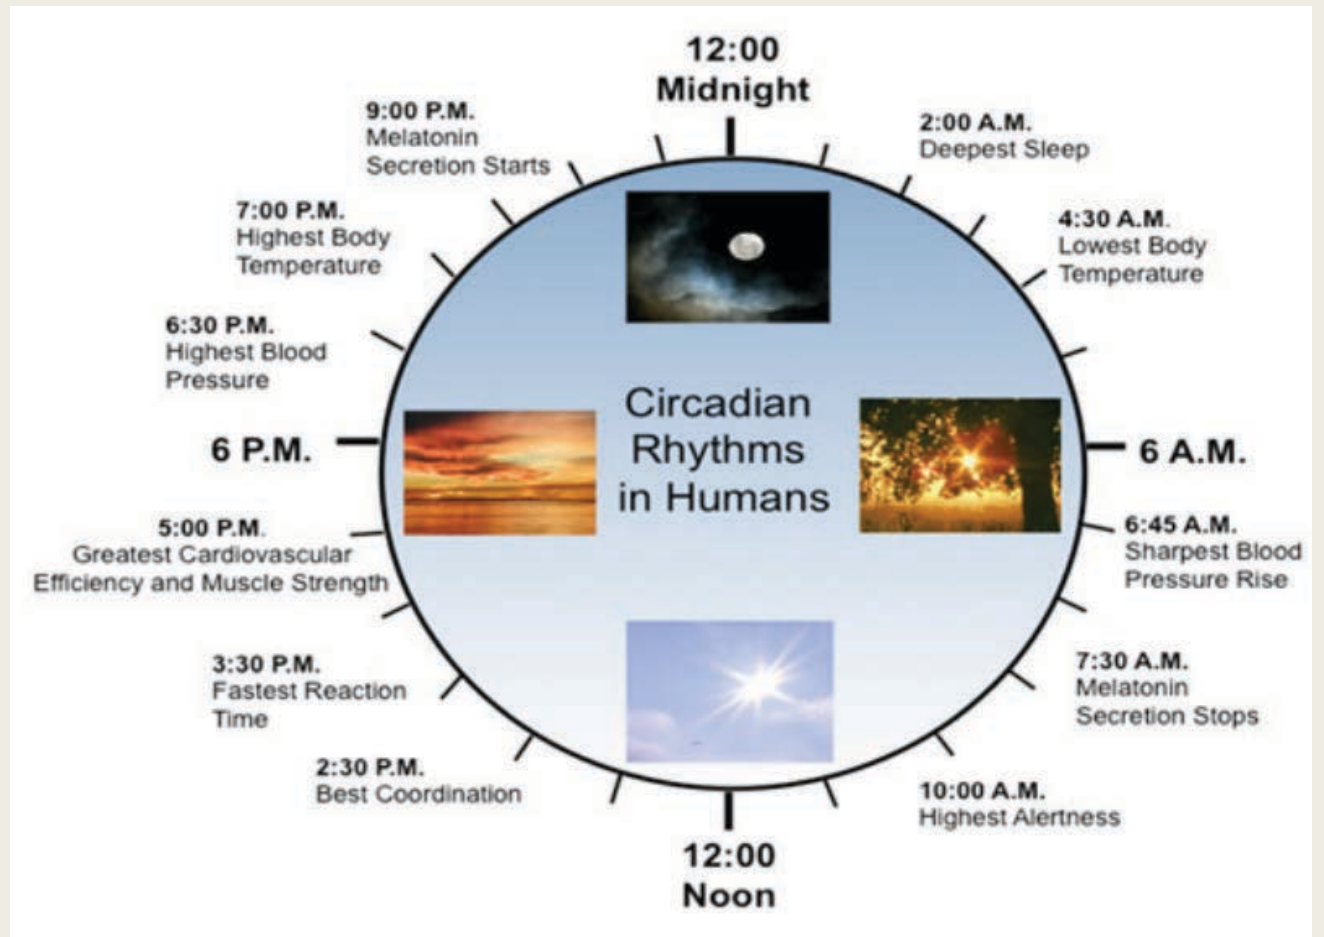 12:00
Midnight
2:00 A.M.
Deepest Sleep
4:30 A.M.
Lowest Body
Temperature
6 A.M.
6:45 A.M.
Sharpest Blood
Pressure Rise
7:30 A.M.
Melatonin
Secretion Stops
10:00 A.M.
Highest Alertness
12:00
Noon
2:30 P.M.
Best Coordination
3:30 P.M.
Fastest Reaction
Time
5:00 P.M.
Greatest Cardiovascular
Efficiency and Muscle Strength
6 P.M.
6:30 P.M.
Highest Blood
Pressure
7:00 P.M.
Highest Body
Temperature
9:00 P.M.
Melatonin
Secretion Starts
Circadian
Rhythms
in Humans